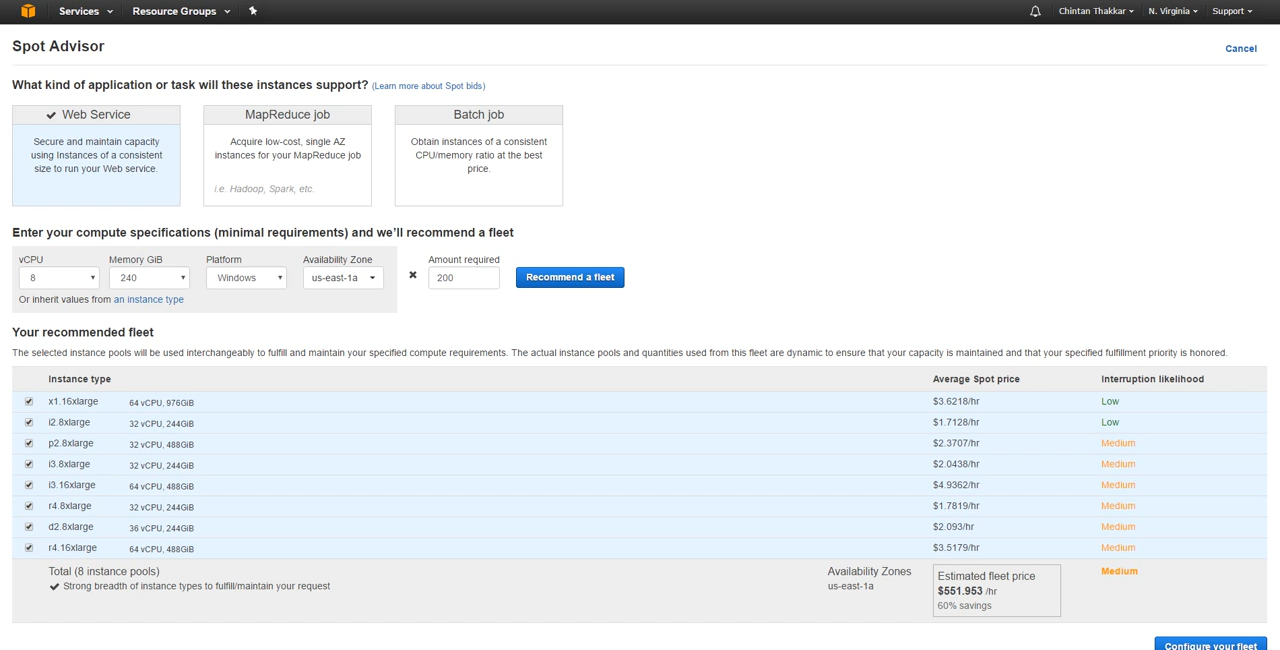 Services Resource Groups Chintan Thakkar N. Virginia Support
Spot Advisor Cancel
What kind of application or task will these instances support? (Learn more about Spot bids)
Web Service MapReduce job Batch job
Secure and maintain capacity using Instances of a consistent size to run your Web service.
Acquire low-cost, single AZ instances for your MapReduce job
i.e. Hadoop, Spark, etc.
Obtain instances of a consistent CPU/memory ratio at the best price.
Enter your compute specifications (minimal requirements) and we'll recommend a fleet
vCPU Memory GiB Platform Availability Zone Amount required
8 240 Windows us-east-1a 200 Recommend a fleet
Or inherit values from an instance type
Your recommended fleet
The selected instance pools will be used interchangeably to fulfill and maintain your specified compute requirements. The actual instance pools and quantities used from this fleet are dynamic to ensure that your capacity is maintained and that your specified fulfillment priority is honored.
Instance type Average Spot price Interruption likelihood
x1.16xlarge 64 vCPU, 976GiB $3.6218/hr Low
i2.8xlarge 32 vCPU, 244GiB $1.7128/hr Low
p2.8xlarge 32 vCPU, 488GiB $2.3707/hr Medium
i3.8xlarge 32 vCPU, 244GiB $2.0438/hr Medium
i3.16xlarge 64 vCPU, 488GiB $4.9362/hr Medium
r4.8xlarge 32 vCPU, 244GiB $1.7819/hr Medium
d2.8xlarge 36 vCPU, 244GiB $2.093/hr Medium
r4.16xlarge 64 vCPU, 488GiB $3.5179/hr Medium
Total (8 instance pools) Availability Zones Estimated fleet price Medium
Strong breadth of instance types to fulfill/maintain your request us-east-1a $551.953 /hr
60% savings
Configure your fleet